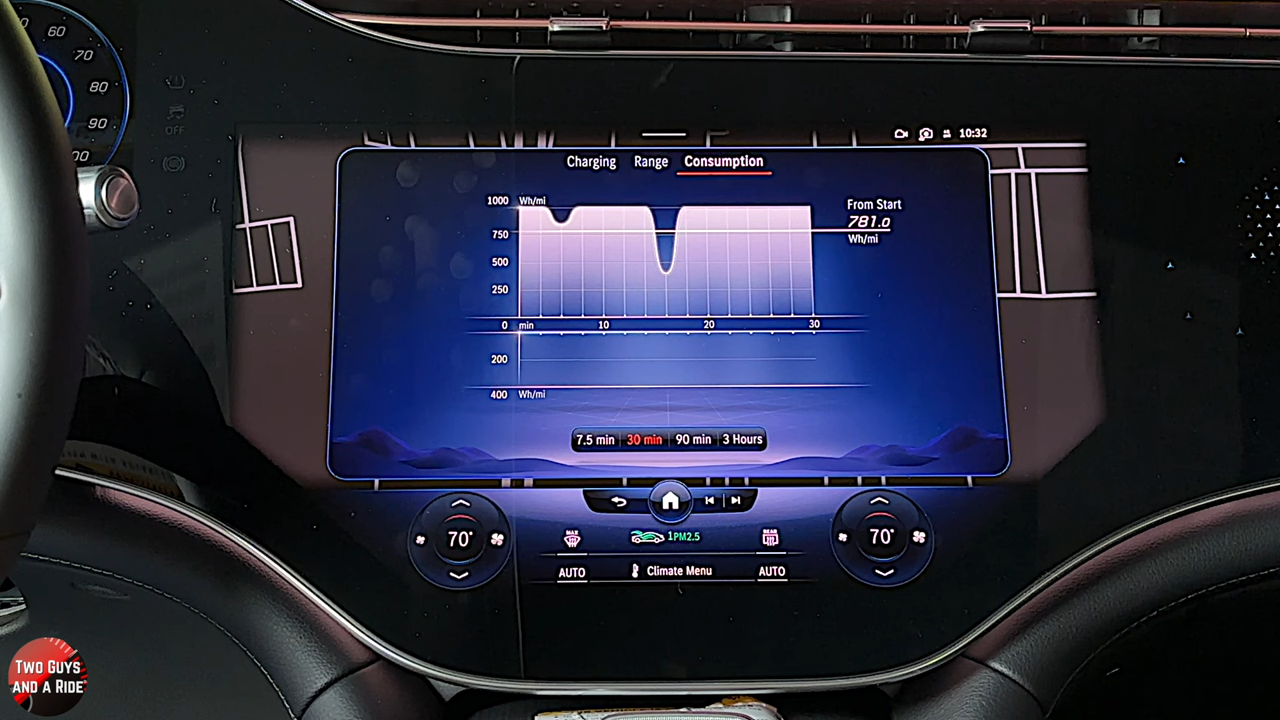 60
70
80
90
OFF
10:32
Charging Range Consumption
1000 Wh/mi
750
500
250
0 min 10 20 30
200
400 Wh/mi
From Start
781.0
Wh/mi
7.5 min 30 min 90 min 3 Hours
70°
MAX
1PM2.5
REAR
70°
AUTO
Climate Menu
AUTO
TWO GUYS
AND A RIDE